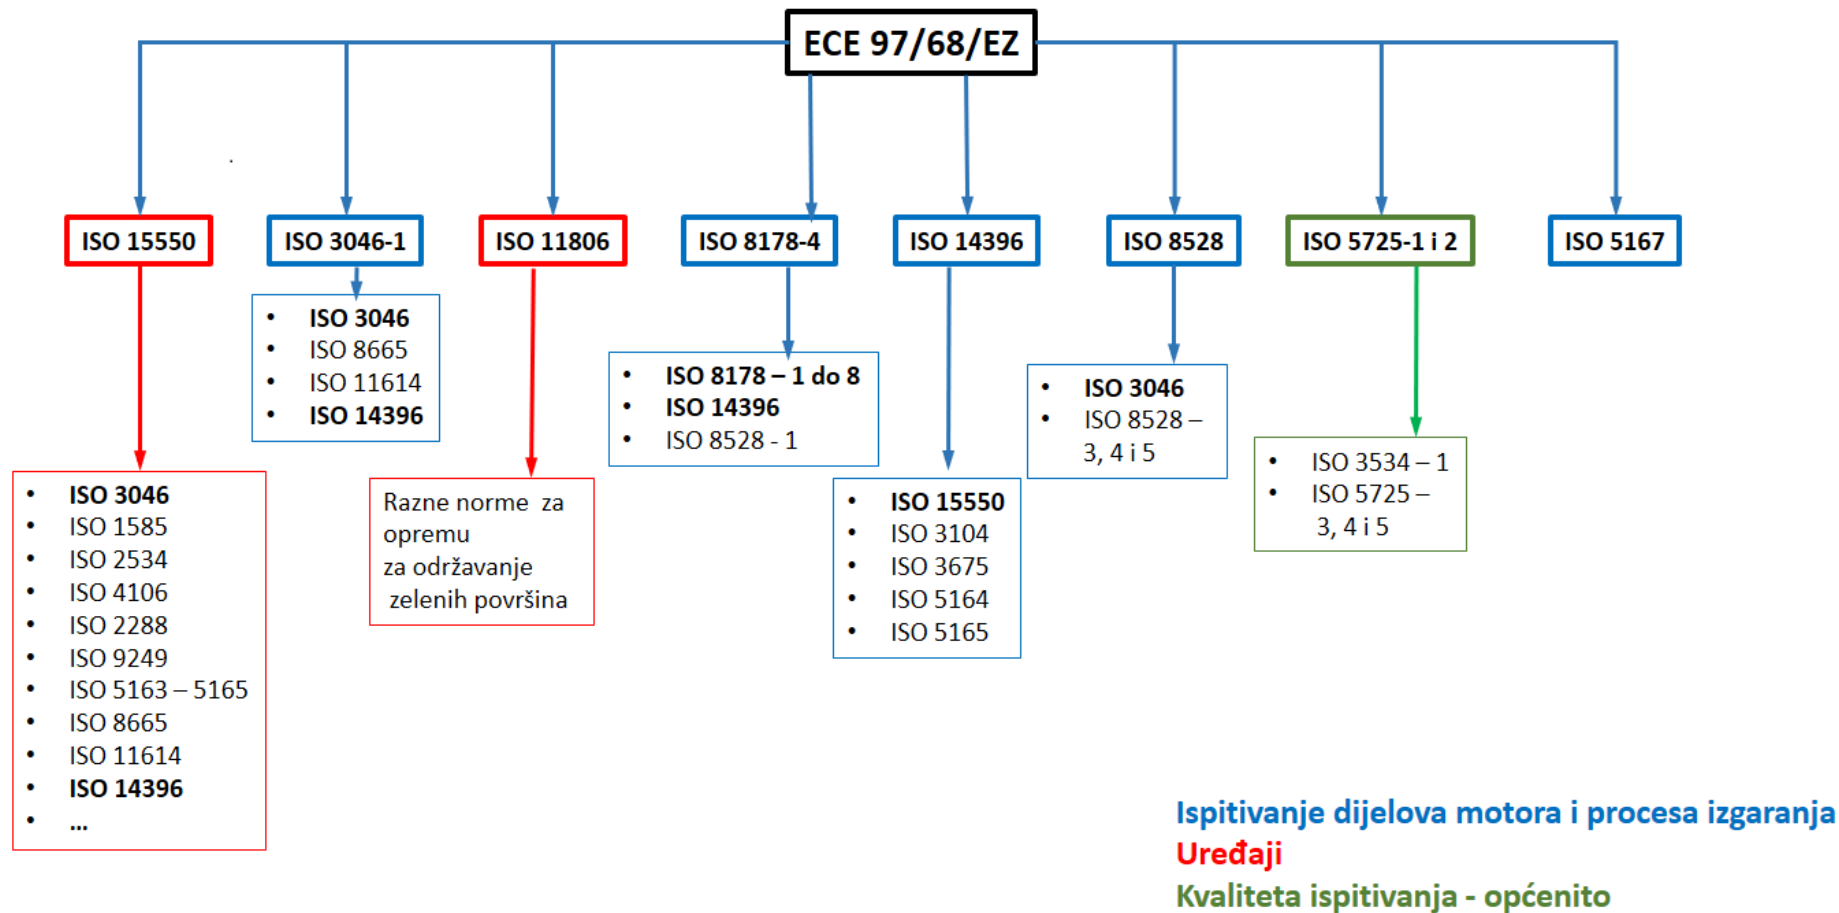 ECE 97/68/EZ
ISO 15550
ISO 3046-1
ISO 11806
ISO 8178-4
ISO 14396
ISO 8528
ISO 5725-1 i 2
ISO 5167
• ISO 3046
• ISO 1585
• ISO 2534
• ISO 4106
• ISO 2288
• ISO 9249
• ISO 5163 – 5165
• ISO 8665
• ISO 11614
• ISO 14396
• ...
• ISO 3046
• ISO 8665
• ISO 11614
• ISO 14396
Razne norme za
opremu
za održavanje
zelenih površina
• ISO 8178 – 1 do 8
• ISO 14396
• ISO 8528 - 1
• ISO 15550
• ISO 3104
• ISO 3675
• ISO 5164
• ISO 5165
• ISO 3046
• ISO 8528 –
3, 4 i 5
• ISO 3534 – 1
• ISO 5725 –
3, 4 i 5
Ispitivanje dijelova motora i procesa izgaranja
Uređaji
Kvaliteta ispitivanja - općenito